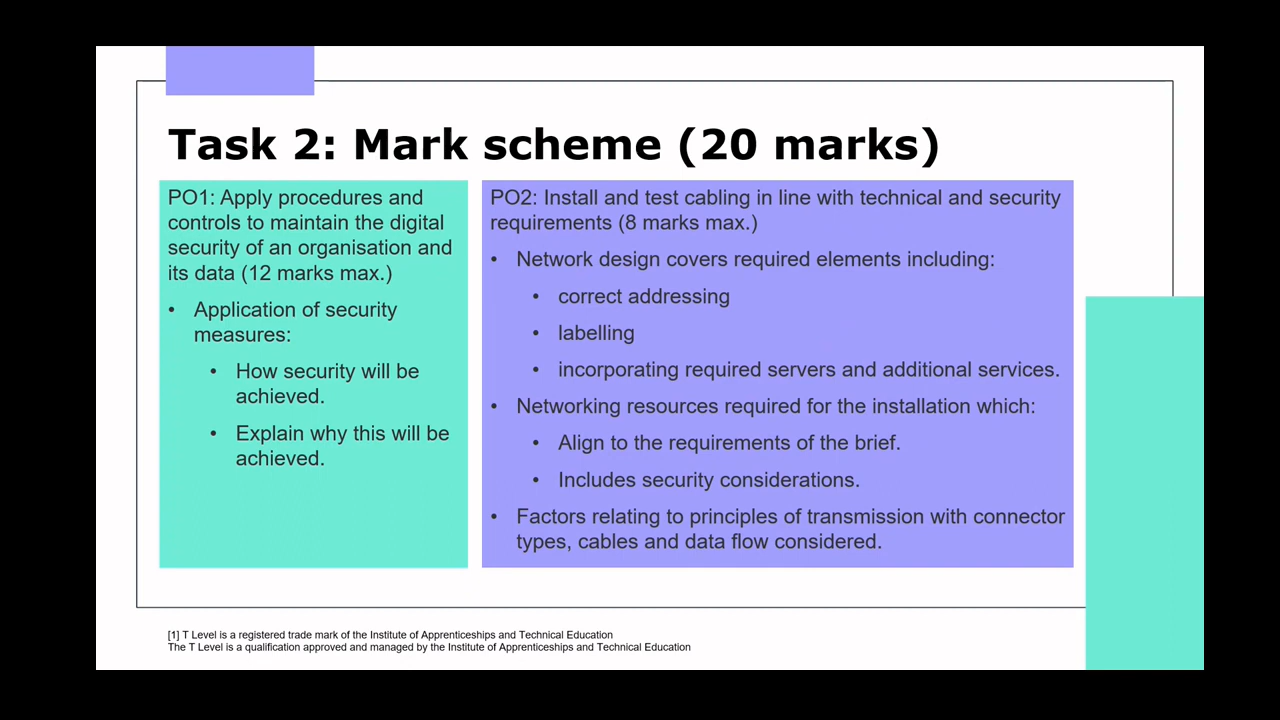 Task 2: Mark scheme (20 marks)
PO1: Apply procedures and
controls to maintain the digital
security of an organisation and
its data (12 marks max.)
• Application of security
measures:
• How security will be
achieved.
• Explain why this will be
achieved.
PO2: Install and test cabling in line with technical and security
requirements (8 marks max.)
• Network design covers required elements including:
• correct addressing
• labelling
• incorporating required servers and additional services.
• Networking resources required for the installation which:
• Align to the requirements of the brief.
• Includes security considerations.
• Factors relating to principles of transmission with connector
types, cables and data flow considered.
[1] T Level is a registered trade mark of the Institute of Apprenticeships and Technical Education
The T Level is a qualification approved and managed by the Institute of Apprenticeships and Technical Education